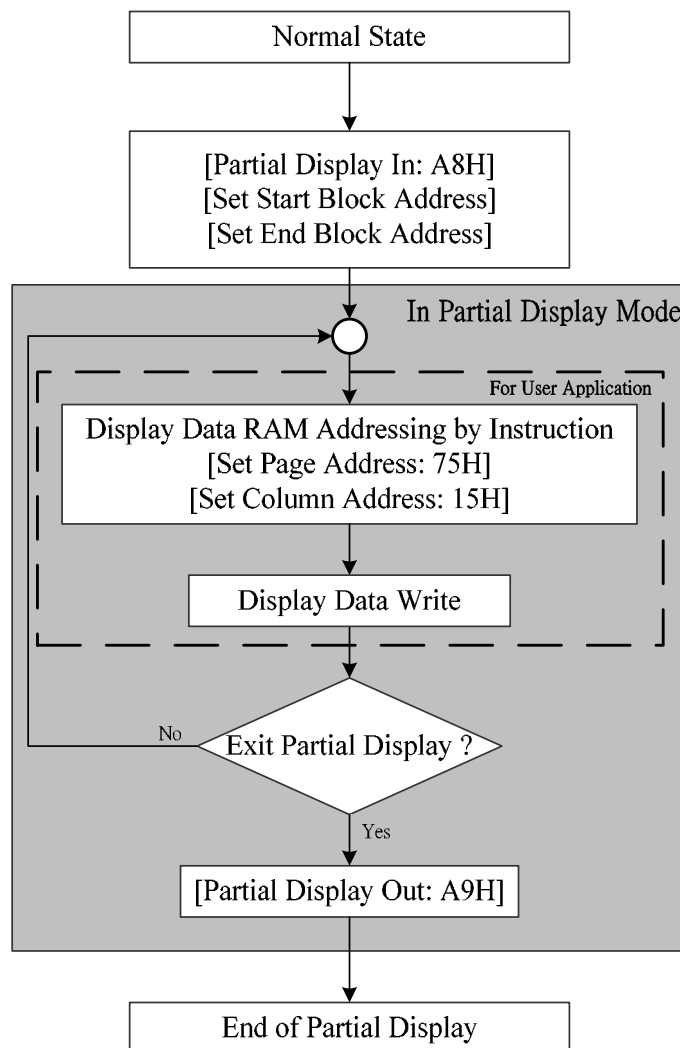 Normal State
[Partial Display In: A8H]
[Set Start Block Address]
[Set End Block Address]
In Partial Display Mode
For User Application
Display Data RAM Addressing by Instruction
[Set Page Address: 75H]
[Set Column Address: 15H]
Display Data Write
Exit Partial Display ?
No
Yes
[Partial Display Out: A9H]
End of Partial Display